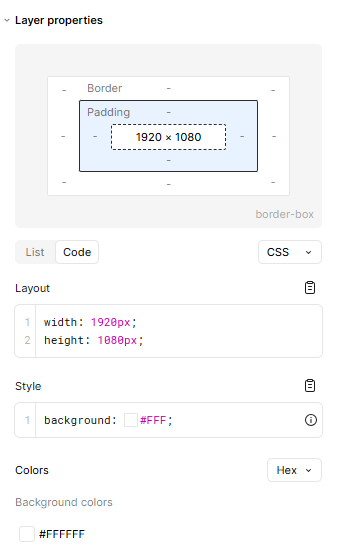 Layer properties
Border -
- Padding - -
- - 1920 × 1080 - -
-
- - -
border-box
List Code CSS
Layout
1 width: 1920px;
2 height: 1080px;
Style
1 background: #FFF;
Colors Hex
Background colors
#FFFFFF